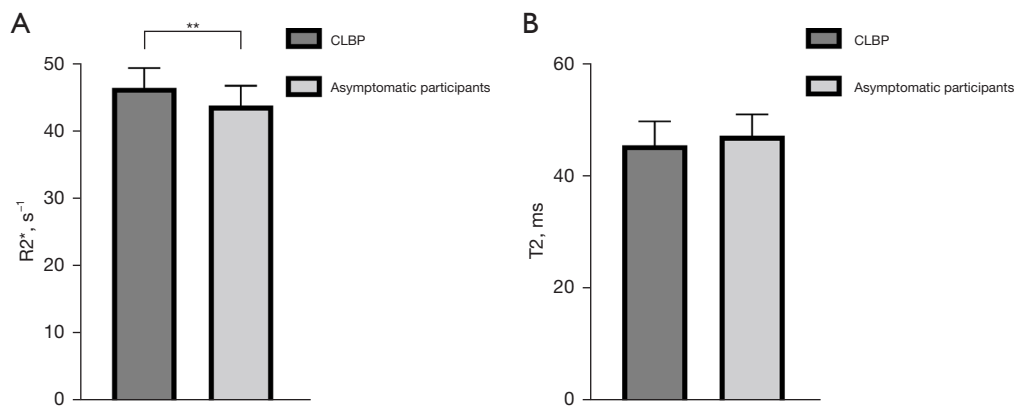 A
**
CLBP
Asymptomatic participants
50
40
30
20
10
0
R2*, s⁻¹
B
CLBP
Asymptomatic participants
60
40
20
0
T2, ms